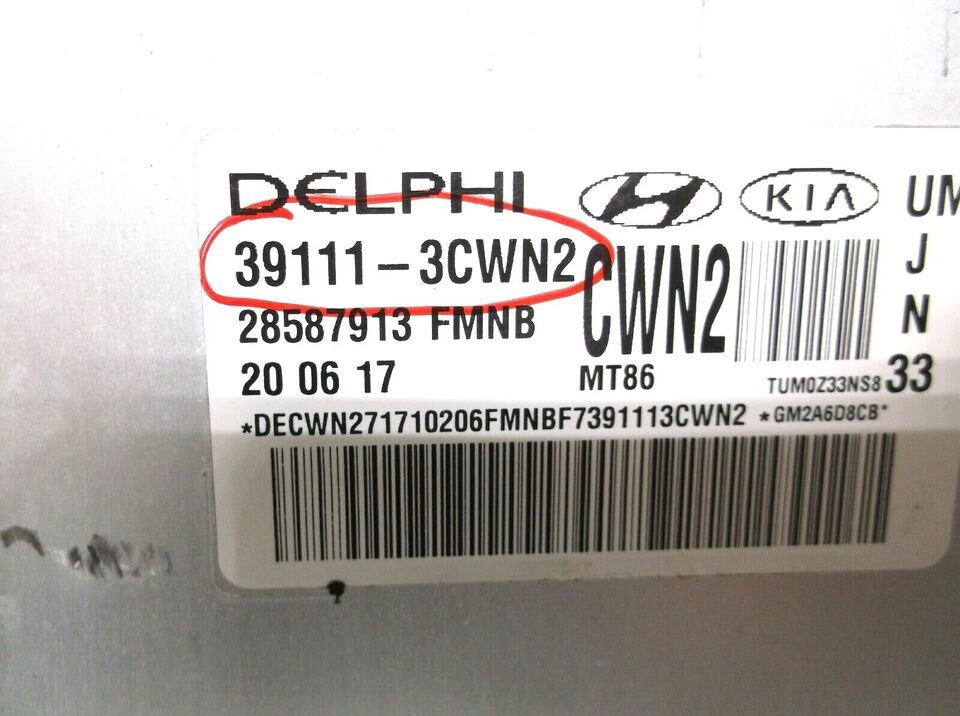 DELPHI KIA UM
39111-3CWN2 CWN2 J
28587913 FMNB N
20 06 17 MT86 TUM0Z33NS8 33
*DECWN271710206FMNBF7391113CWN2 *GM2A6D8CB*